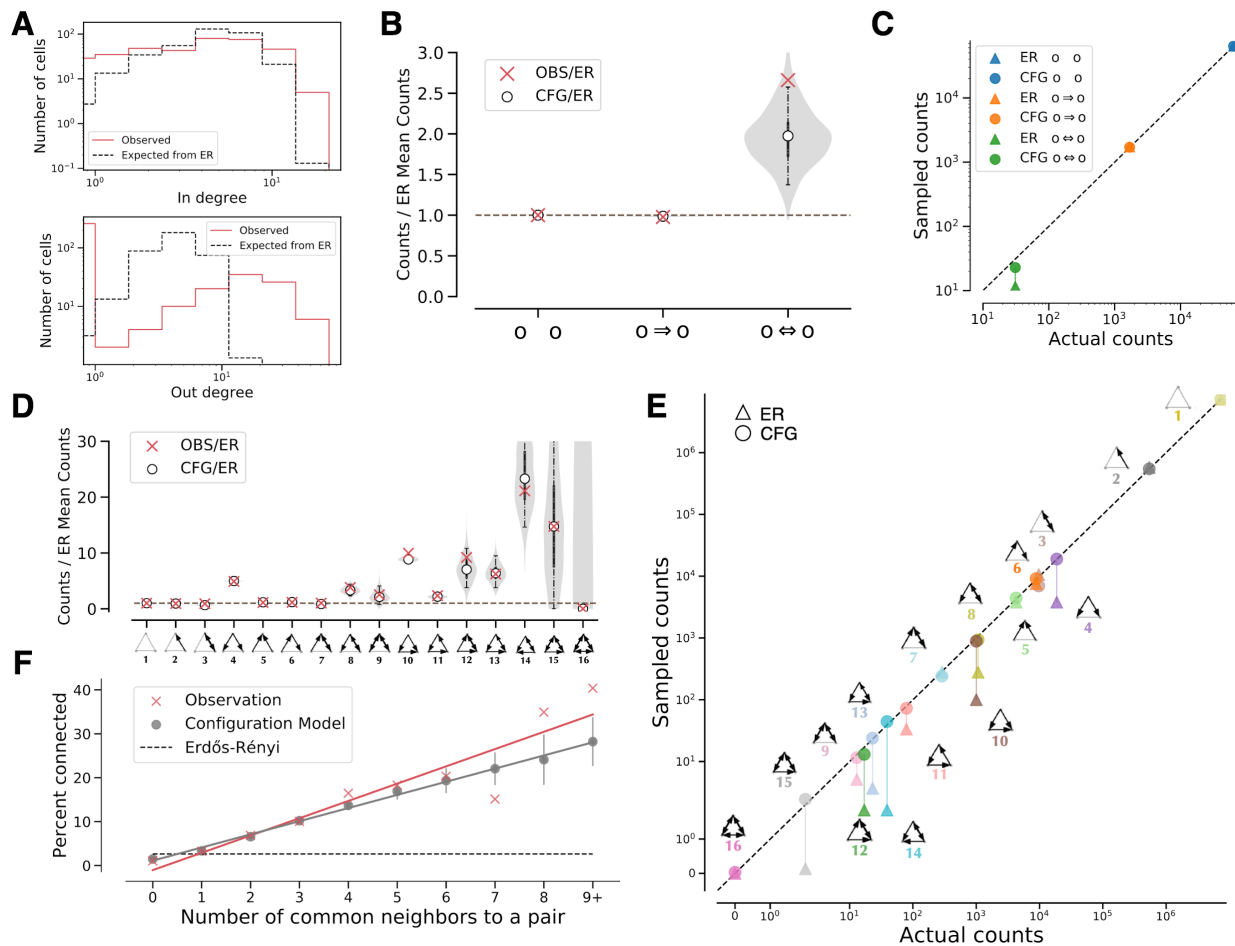 A
Number of cells
10²
10¹
10⁰
10⁻¹
Observed
Expected from ER
10⁰
10¹
In degree
Number of cells
10²
10¹
Observed
Expected from ER
10⁰
10¹
Out degree
B
Counts / ER Mean Counts
3.0
2.5
2.0
1.5
1.0
0.5
0.0
OBS/ER
CFG/ER
o o
o ⇒ o
o ⇔ o
C
Sampled counts
10⁴
10³
10²
10¹
ER o o
CFG o o
ER o ⇒ o
CFG o ⇒ o
ER o ⇔ o
CFG o ⇔ o
10¹
10²
10³
10⁴
Actual counts
D
Counts / ER Mean Counts
30
20
10
0
OBS/ER
CFG/ER
1 2 3 4 5 6 7 8 9 10 11 12 13 14 15 16
E
ER
CFG
Sampled counts
10⁶
10⁵
10⁴
10³
10²
10¹
10⁰
0
1
2
3
6
8
4
5
7
13
10
9
11
15
16
12
14
0
10⁰
10¹
10²
10³
10⁴
10⁵
10⁶
Actual counts
F
Percent connected
40
30
20
10
0
Observation
Configuration Model
Erdős-Rényi
0 1 2 3 4 5 6 7 8 9+
Number of common neighbors to a pair